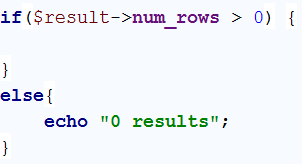 if($result->num_rows > 0) {
}
else{
    echo "0 results";
}